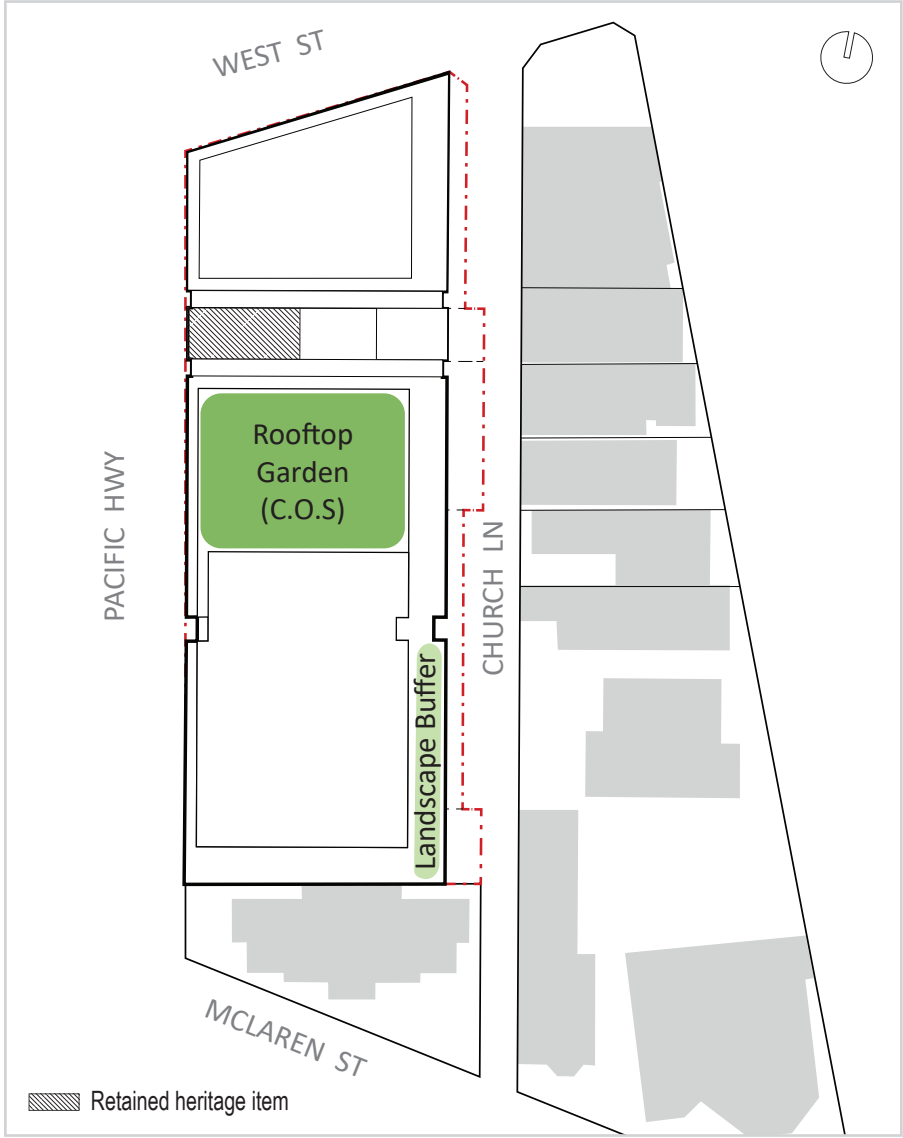 WEST ST
Rooftop
Garden
(C.O.S)
PACIFIC HWY
CHURCH LN
Landscape Buffer
MCLAREN ST
Retained heritage item